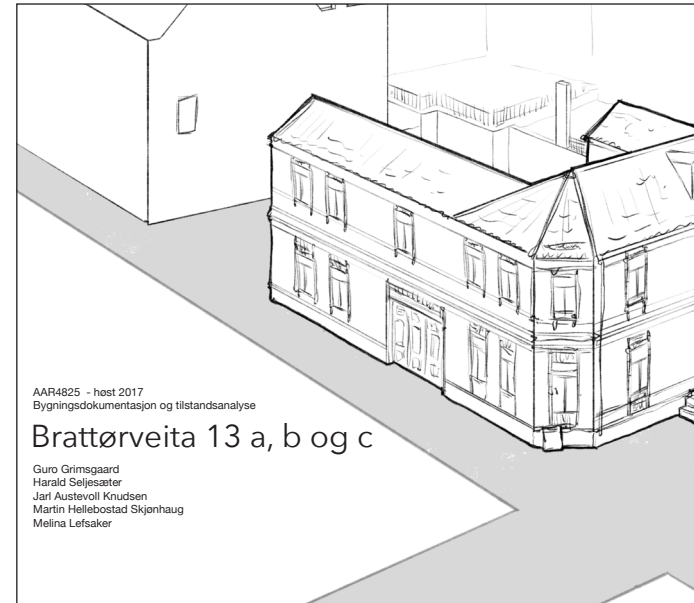 AAR4825 - høst 2017
Bygningsdokumentasjon og tilstandsanalyse
Brattørveita 13 a, b og c
Guro Grimsgaard
Harald Seljesæter
Jarl Austevoll Knudsen
Martin Hellebostad Skjønhaug
Melina Lefsaker